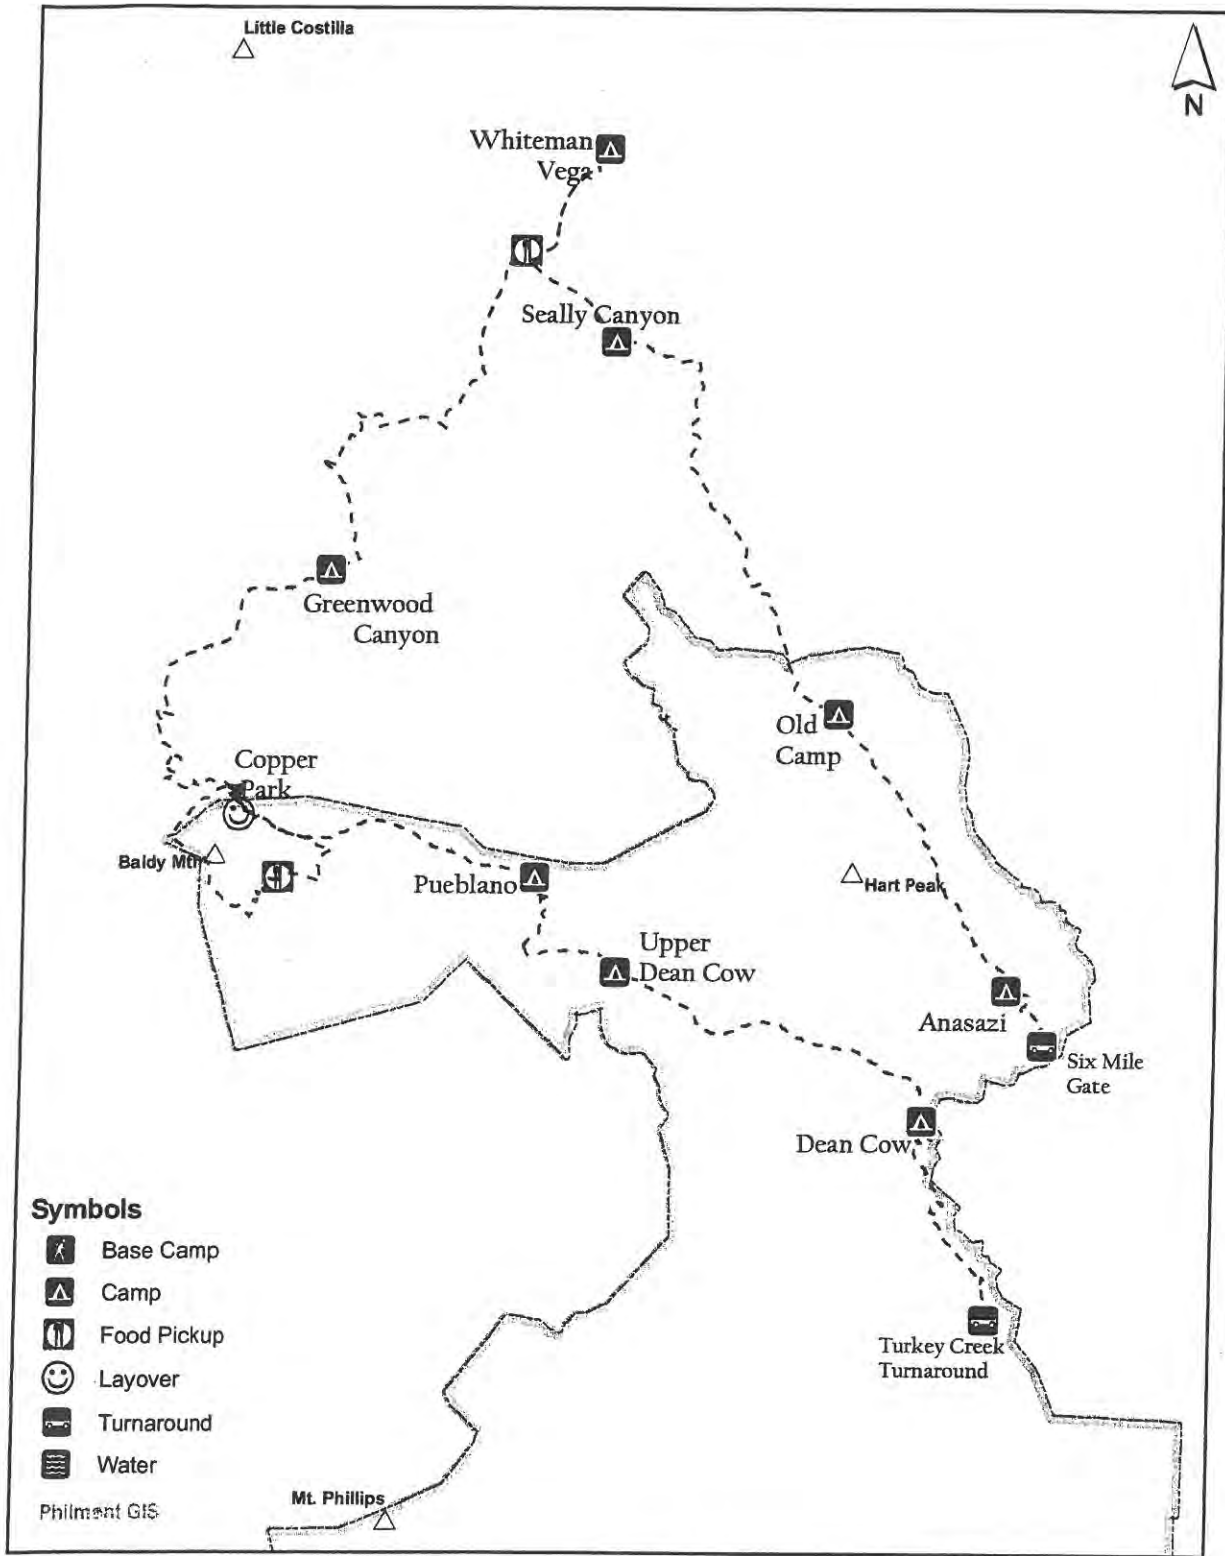 Little Costilla
N
Whiteman
Vega
Seally Canyon
Greenwood
Canyon
Old
Camp
Copper
Park
Baldy Mtn
Pueblano
Hart Peak
Upper
Dean Cow
Anasazi
Six Mile
Gate
Dean Cow
Turkey Creek
Turnaround
Symbols
Base Camp
Camp
Food Pickup
Layover
Turnaround
Water
Philmont GIS
Mt. Phillips